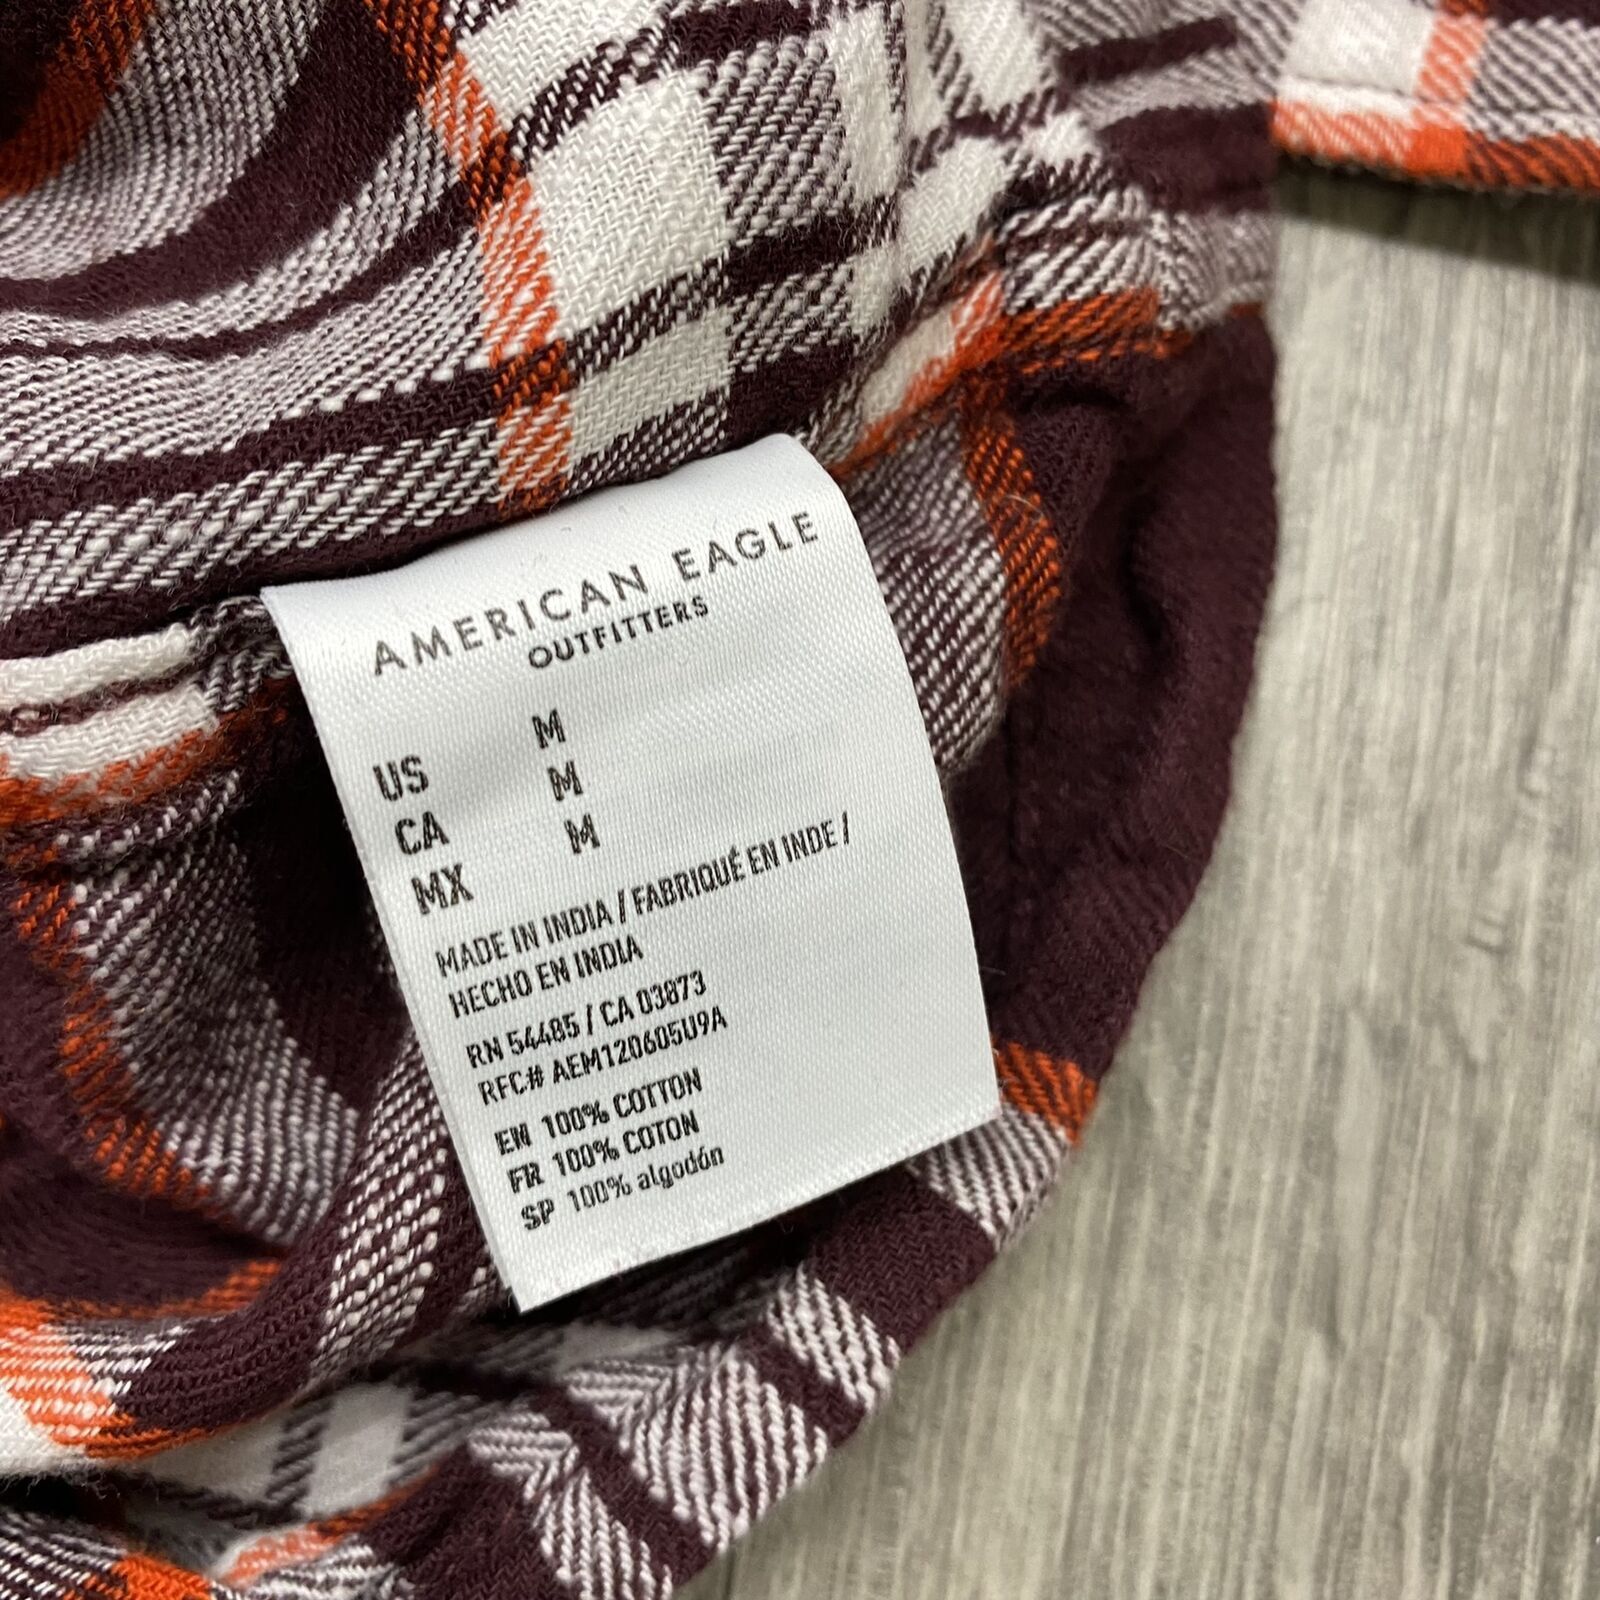 AMERICAN EAGLE
OUTFITTERS
US M
CA M
MX M
MADE IN INDIA / FABRIQUÉ EN INDE /
HECHO EN INDIA
RN 54485 / CA 03873
RFC# AEM120605U9A
EN 100% COTTON
FR 100% COTON
SP 100% algodón